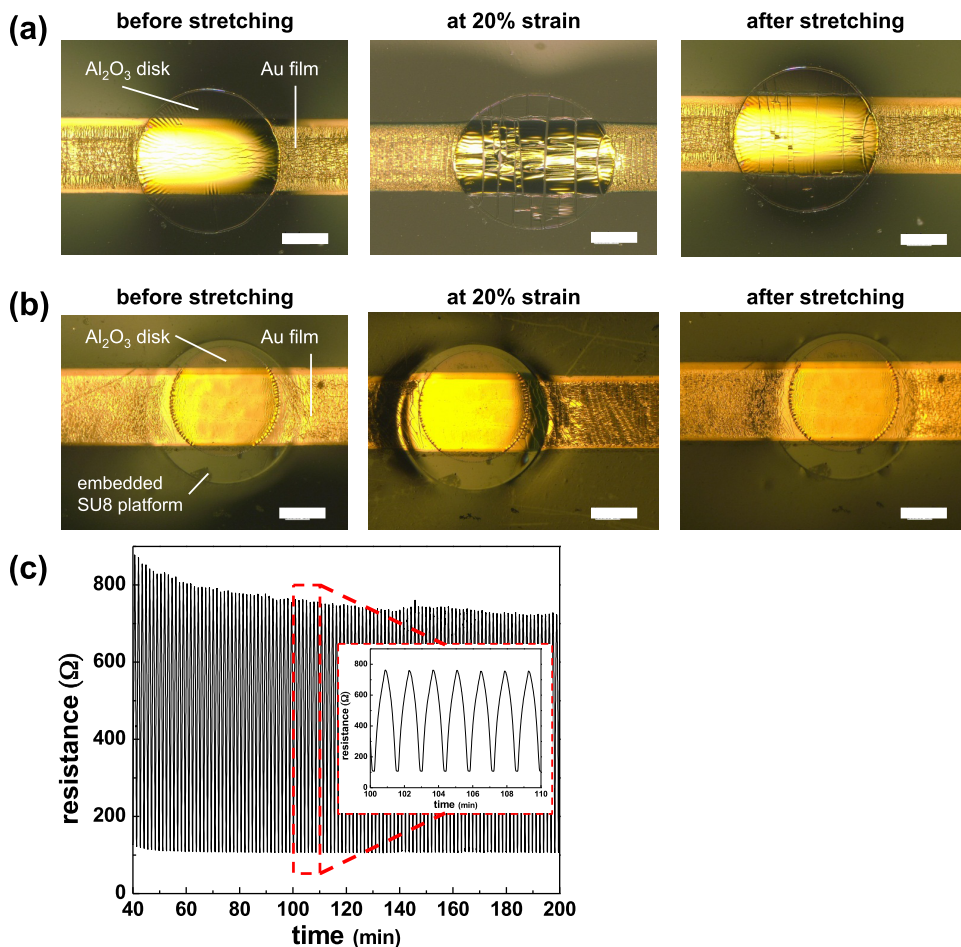 (a)
before stretching
at 20% strain
after stretching
Al₂O₃ disk
Au film
(b)
before stretching
at 20% strain
after stretching
Al₂O₃ disk
Au film
embedded
SU8 platform
(c)
resistance (Ω)
800
600
400
200
0
40
60
80
100
120
140
160
180
200
time (min)
resistance (Ω)
800
600
400
200
0
100
102
104
106
108
110
time (min)